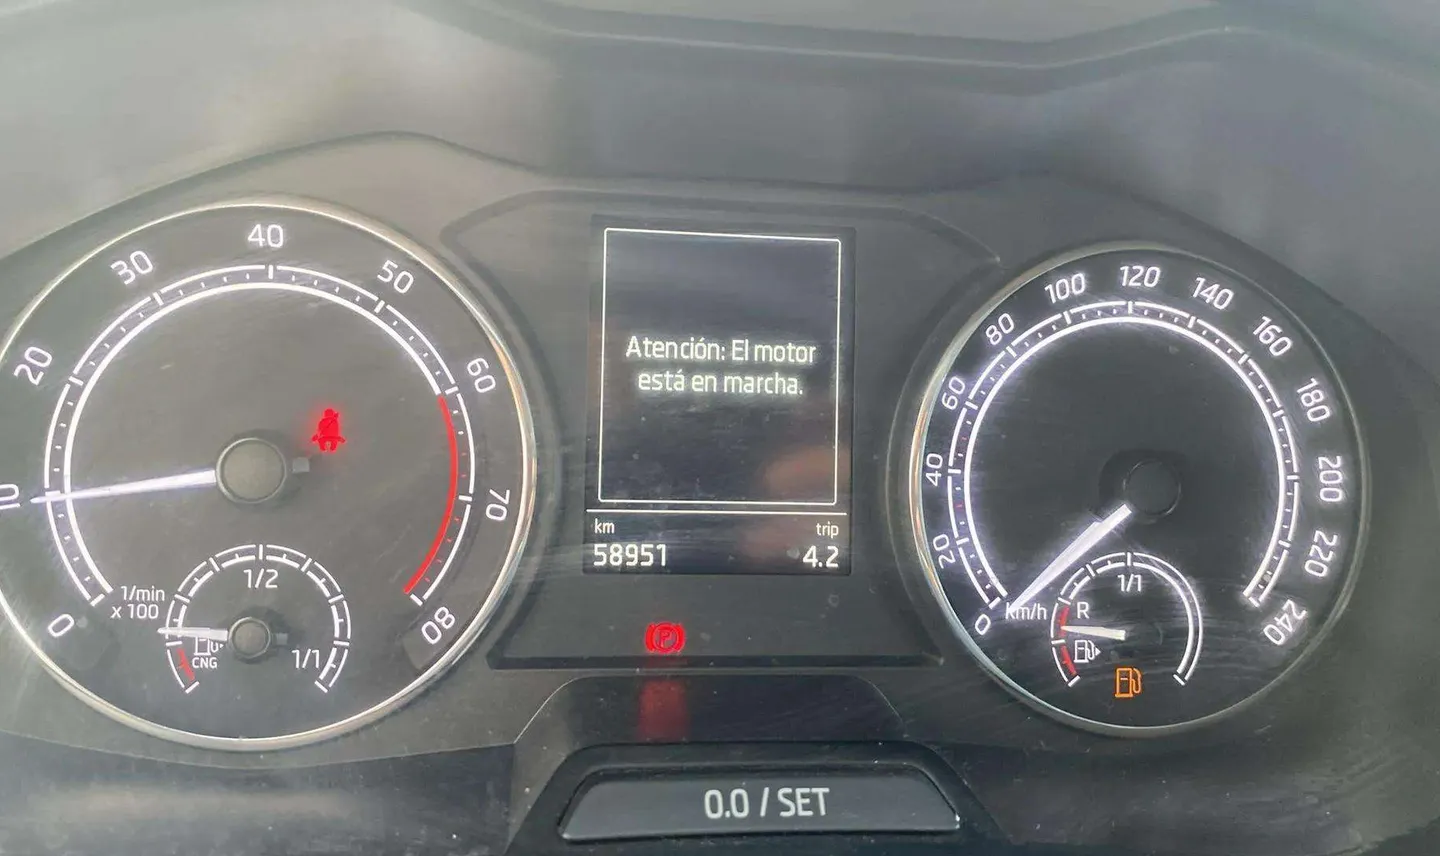 0
10
20
30
40
50
60
70
80
1/min
x 100
1/2
1/1
CNG
Atención: El motor
está en marcha.
km
trip
58951
4.2
P
0
20
40
60
80
100
120
140
160
180
200
220
240
km/h
R
1/1
0.0 / SET